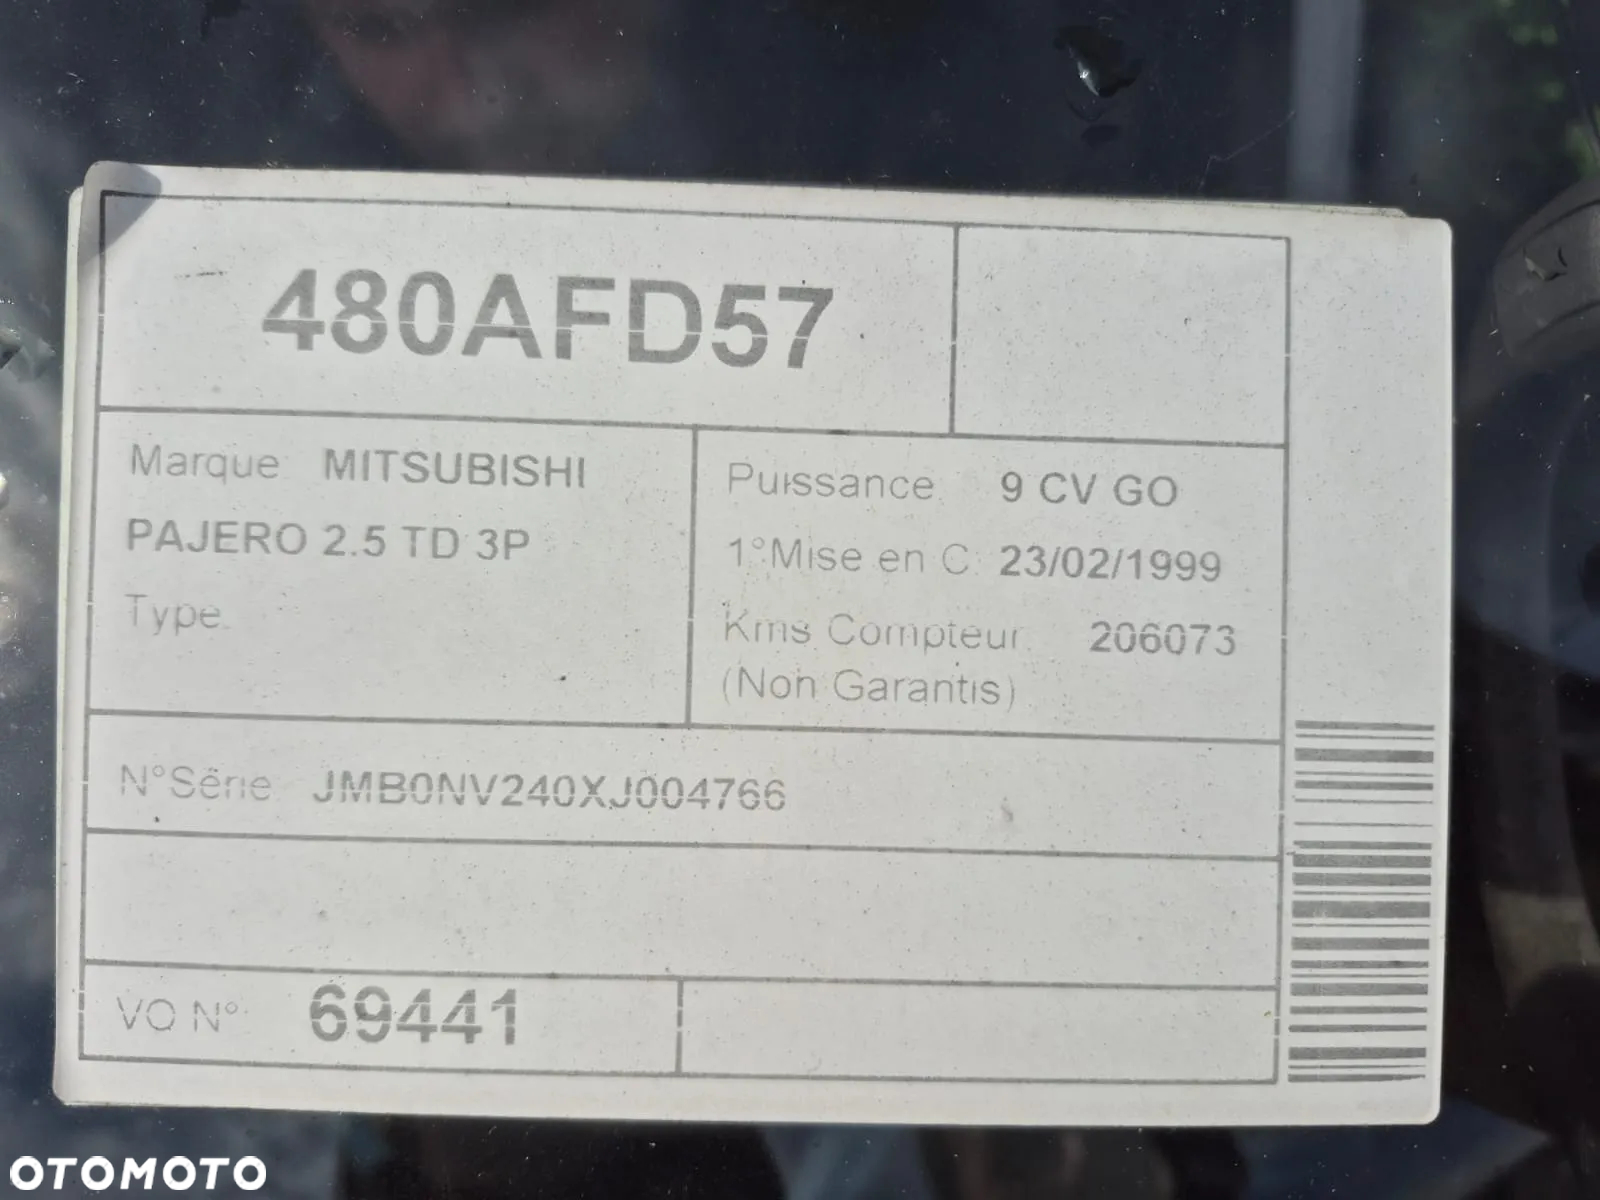 480AFD57
Marque MITSUBISHI
PAJERO 2.5 TD 3P
Type.
Puissance. 9 CV GO
1°Mise en C: 23/02/1999
Kms Compteur. 206073
(Non Garantis)
N°Série JMB0NV240XJ004766
VO N°: 69441
OTOMOTO